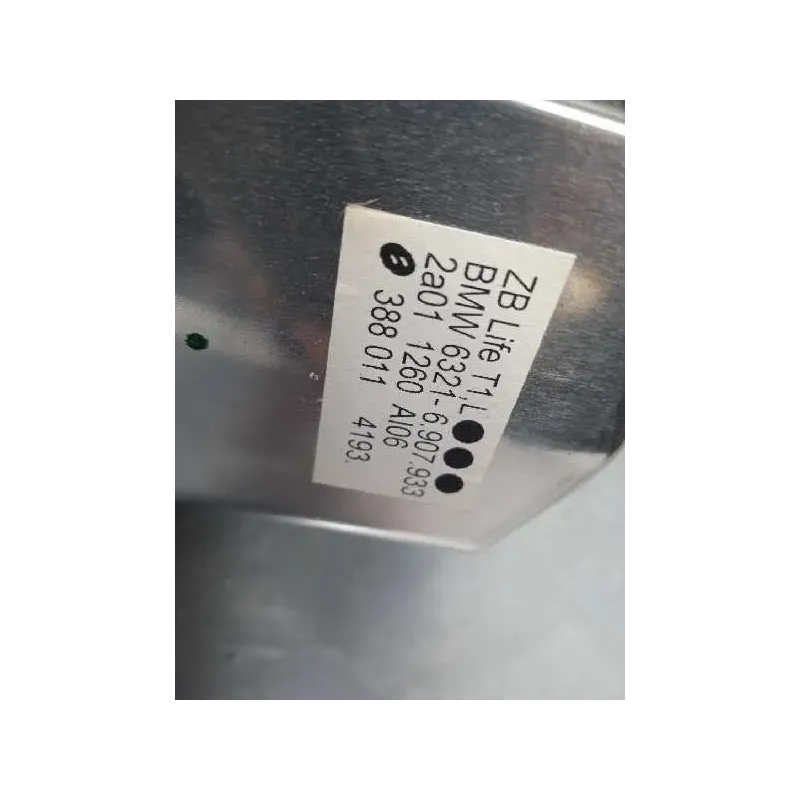 ZB Life T1,L
BMW 6321-6.907.933
2a01 1260 AI06
388 011 4193.